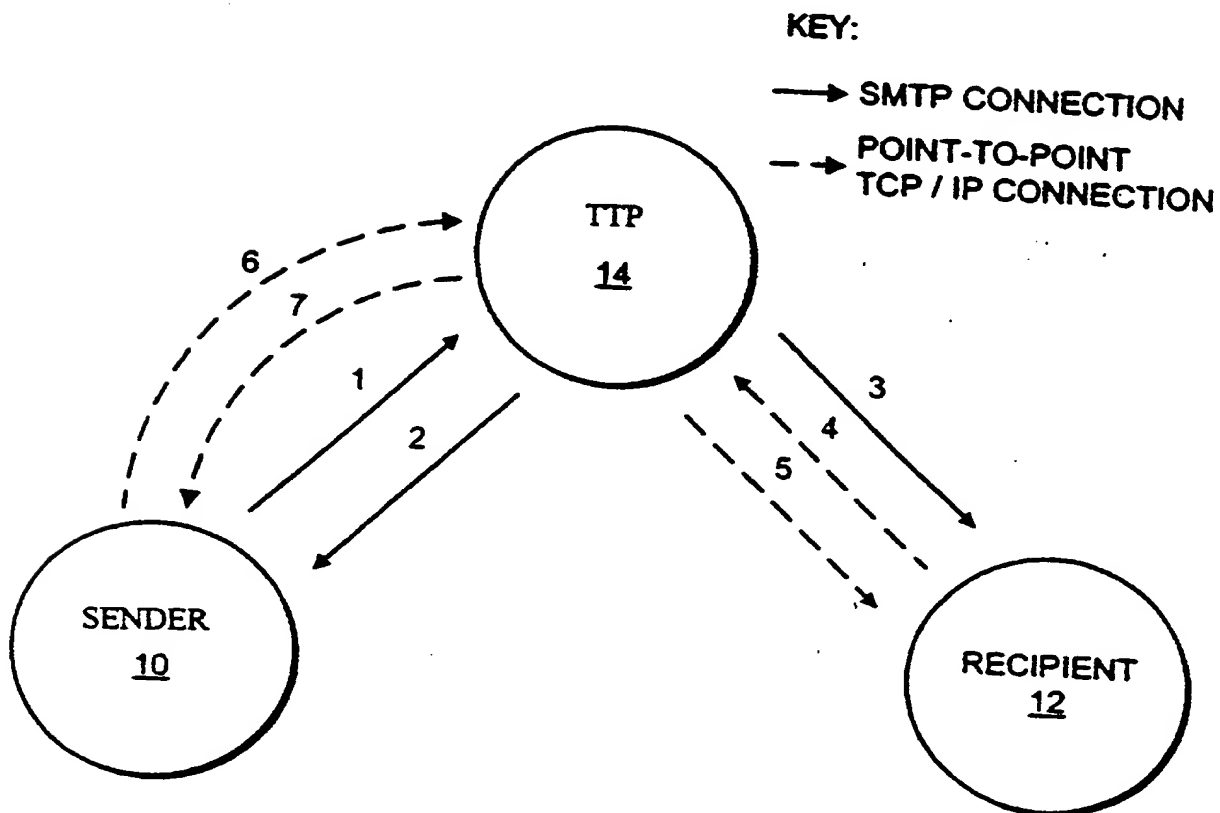 KEY:
SMTP CONNECTION
POINT-TO-POINT
TCP / IP CONNECTION
TTP
14
6
7
1
2
3
4
5
SENDER
10
RECIPIENT
12